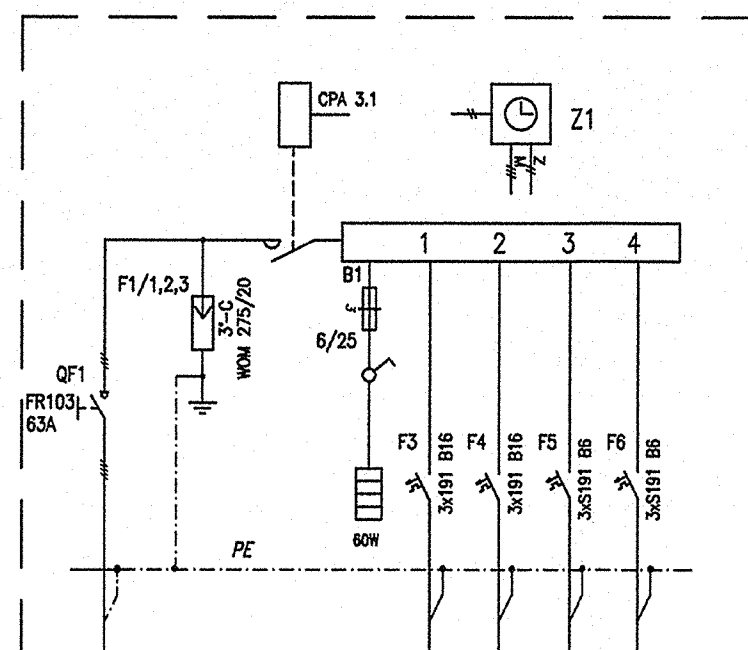 CPA 3.1
Z1
M
Z
1 2 3 4
B1
F1/1,2,3
3'-C
WOM 275/20
3
6/25
QF1
FR103
63A
F3
3x191 B16
F4
3x191 B16
F5
3xS191 B6
F6
3xS191 B6
60W
PE